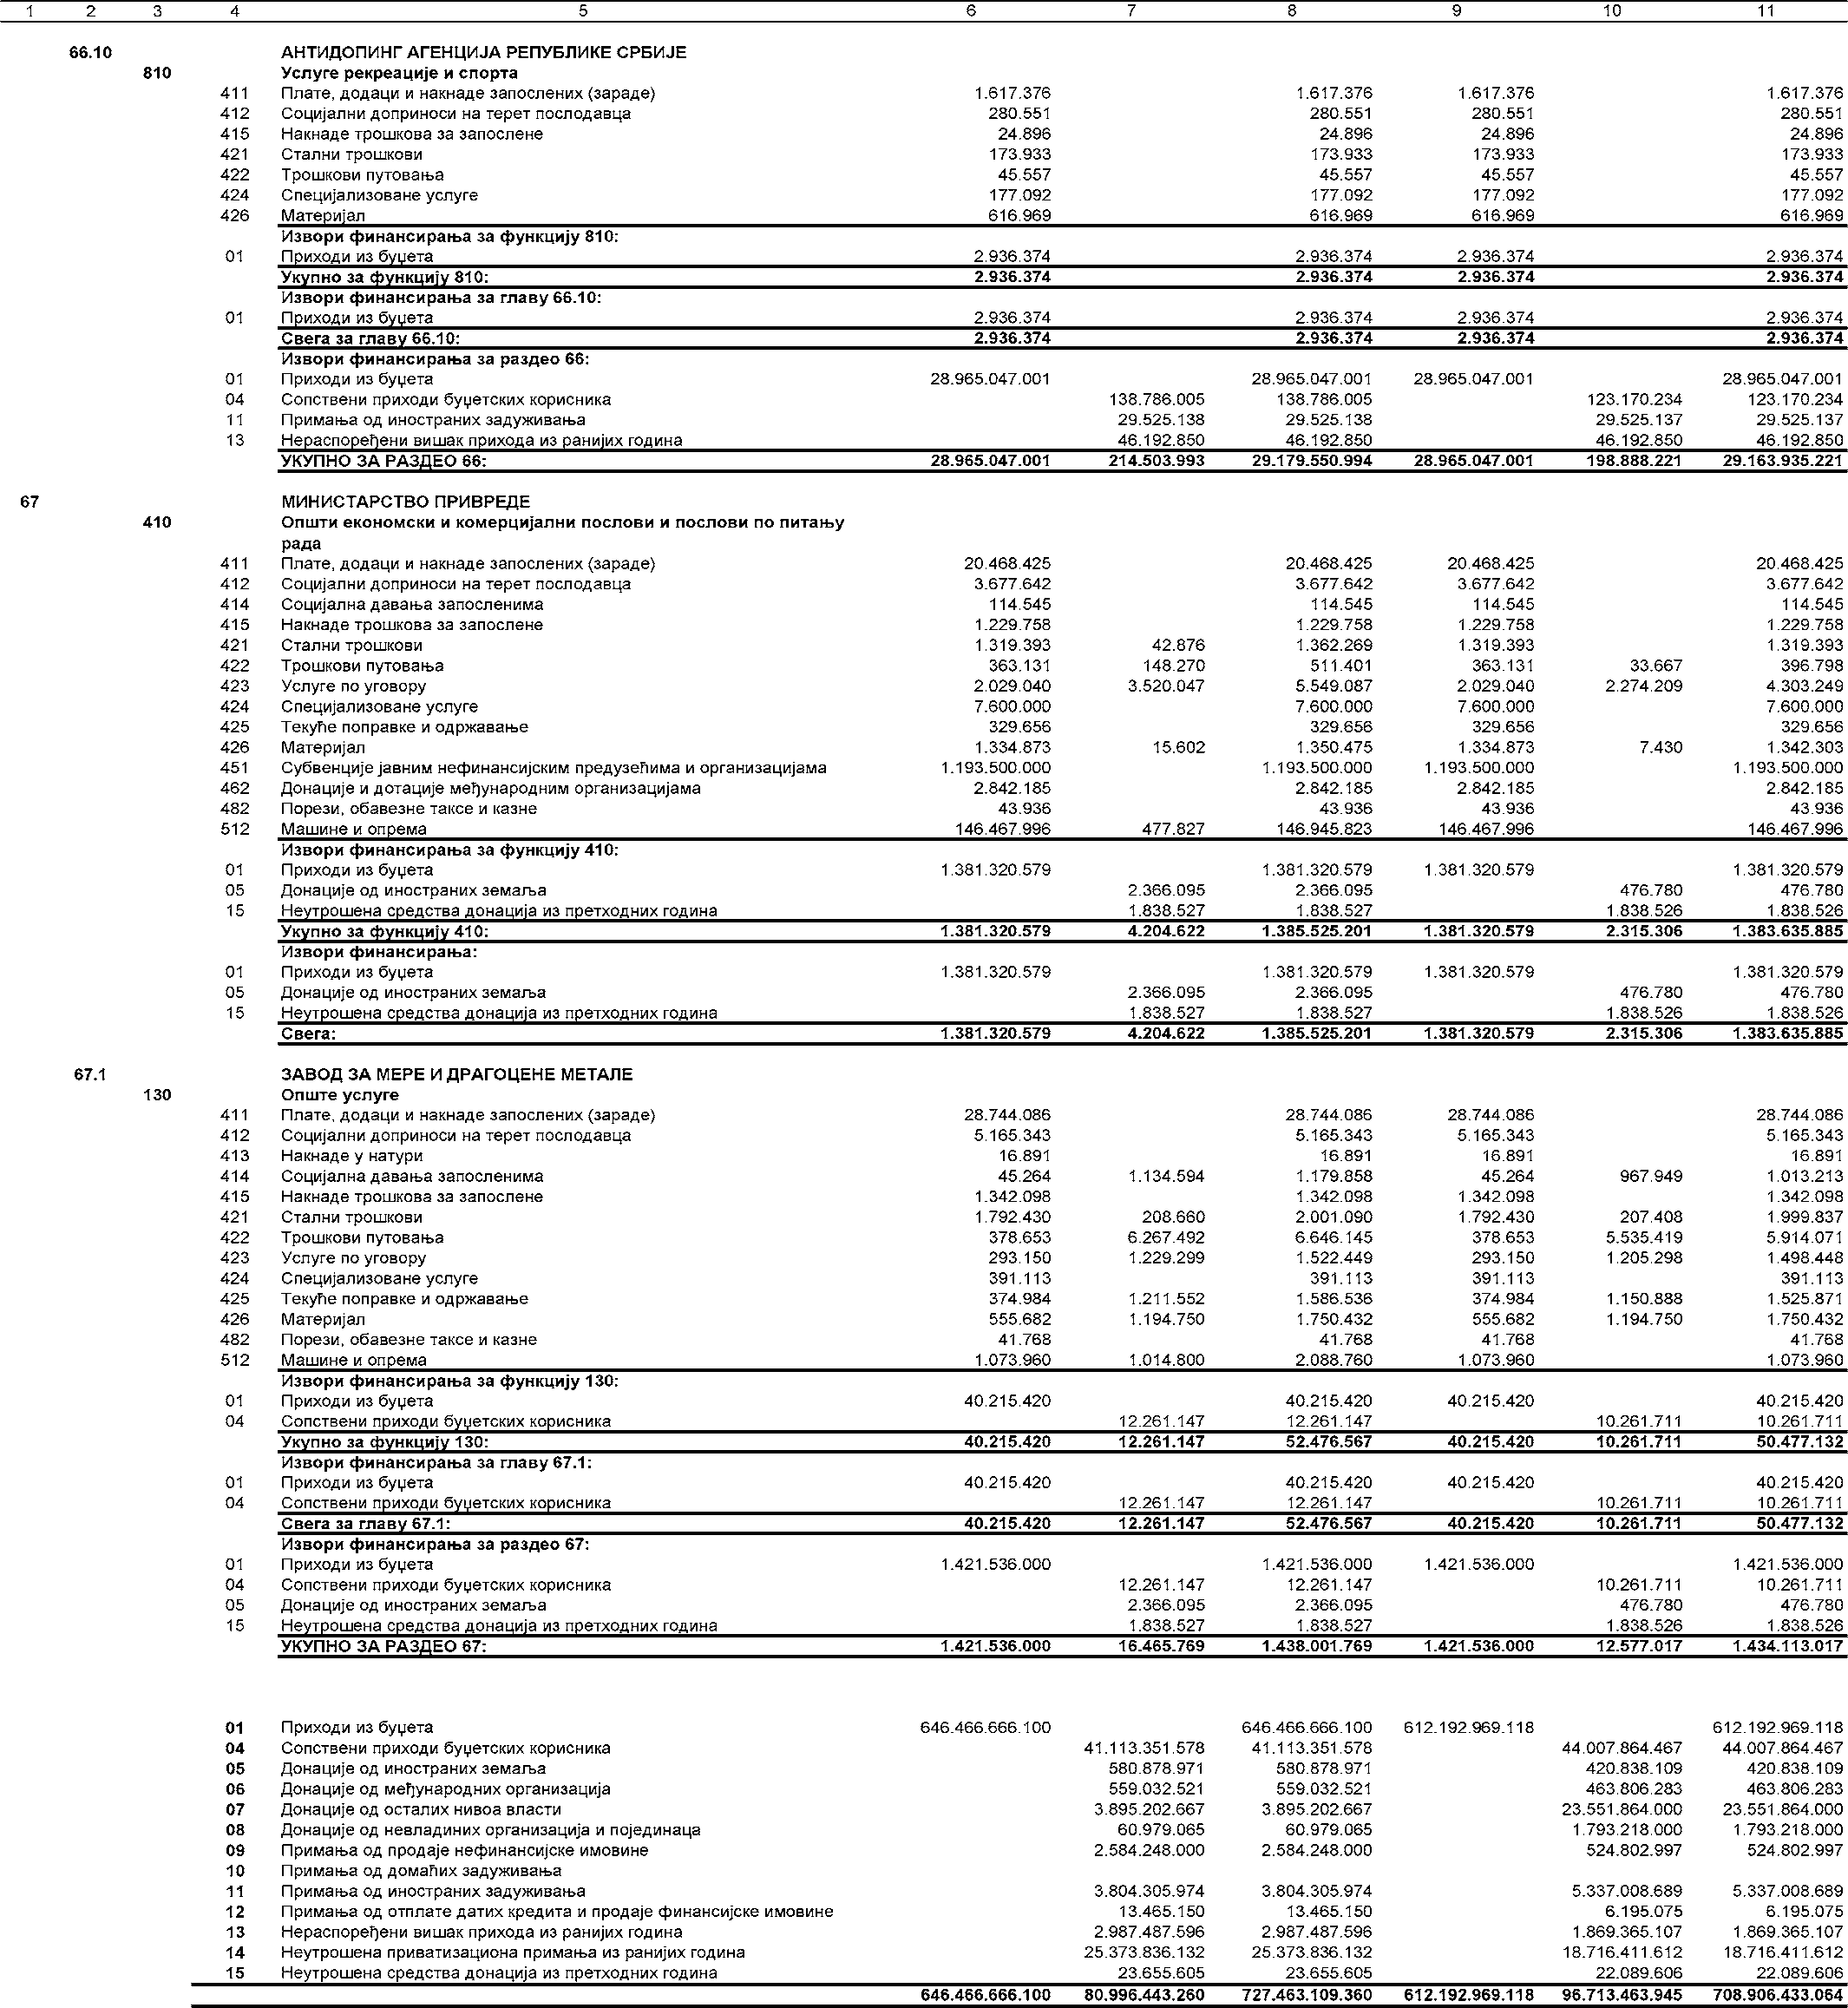 1 2 3 4 5 6 7 8 9 10 11
66.10 АНТИДОПИНГ АГЕНЦИЈА РЕПУБЛИКЕ СРБИЈЕ
810 Услуге рекреације и спорта
411 Плате, додаци и накнаде запослених (зараде) 1.617.376 1.617.376 1.617.376 1.617.376
412 Социјални доприноси на терет послодавца 280.551 280.551 280.551 280.551
415 Накнаде трошкова за запослене 24.896 24.896 24.896 24.896
421 Стални трошкови 173.933 173.933 173.933 173.933
422 Трошкови путовања 45.557 45.557 45.557 45.557
424 Специјализоване услуге 177.092 177.092 177.092 177.092
426 Материјал 616.969 616.969 616.969 616.969
Извори финансирања за функцију 810:
01 Приходи из буџета 2.936.374 2.936.374 2.936.374 2.936.374
Укупно за функцију 810: 2.936.374 2.936.374 2.936.374 2.936.374
Извори финансирања за главу 66.10:
01 Приходи из буџета 2.936.374 2.936.374 2.936.374 2.936.374
Свега за главу 66.10: 2.936.374 2.936.374 2.936.374 2.936.374
Извори финансирања за раздео 66:
01 Приходи из буџета 28.965.047.001 28.965.047.001 28.965.047.001 28.965.047.001
04 Сопствени приходи буџетских корисника 138.786.005 138.786.005 123.170.234 123.170.234
11 Примања од иностраних задуживања 29.525.138 29.525.138 29.525.137 29.525.137
13 Нераспоређени вишак прихода из ранијих година 46.192.850 46.192.850 46.192.850 46.192.850
УКУПНО ЗА РАЗДЕО 66: 28.965.047.001 214.503.993 29.179.550.994 28.965.047.001 198.888.221 29.163.935.221
67 МИНИСТАРСТВО ПРИВРЕДЕ
410 Општи економски и комерцијални послови и послови по питању
рада
411 Плате, додаци и накнаде запослених (зараде) 20.468.425 20.468.425 20.468.425 20.468.425
412 Социјални доприноси на терет послодавца 3.677.642 3.677.642 3.677.642 3.677.642
414 Социјална давања запосленима 114.545 114.545 114.545 114.545
415 Накнаде трошкова за запослене 1.229.758 1.229.758 1.229.758 1.229.758
421 Стални трошкови 1.319.393 42.876 1.362.269 1.319.393 1.319.393
422 Трошкови путовања 363.131 148.270 511.401 363.131 33.667 396.798
423 Услуге по уговору 2.029.040 3.520.047 5.549.087 2.029.040 2.274.209 4.303.249
424 Специјализоване услуге 7.600.000 7.600.000 7.600.000 7.600.000
425 Текуће поправке и одржавање 329.656 329.656 329.656 329.656
426 Материјал 1.334.873 15.602 1.350.475 1.334.873 7.430 1.342.303
451 Субвенције јавним нефинансијским предузећима и организацијама 1.193.500.000 1.193.500.000 1.193.500.000 1.193.500.000
462 Донације и дотације међународним организацијама 2.842.185 2.842.185 2.842.185 2.842.185
482 Порези, обавезне таксе и казне 43.936 43.936 43.936 43.936
512 Машине и опрема 146.467.996 477.827 146.945.823 146.467.996 146.467.996
Извори финансирања за функцију 410:
01 Приходи из буџета 1.381.320.579 1.381.320.579 1.381.320.579 1.381.320.579
05 Донације од иностраних земаља 2.366.095 2.366.095 476.780 476.780
15 Неутрошена средства донација из претходних година 1.838.527 1.838.527 1.838.526 1.838.526
Укупно за функцију 410: 1.381.320.579 4.204.622 1.385.525.201 1.381.320.579 2.315.306 1.383.635.885
Извори финансирања:
01 Приходи из буџета 1.381.320.579 1.381.320.579 1.381.320.579 1.381.320.579
05 Донације од иностраних земаља 2.366.095 2.366.095 476.780 476.780
15 Неутрошена средства донација из претходних година 1.838.527 1.838.527 1.838.526 1.838.526
Свега: 1.381.320.579 4.204.622 1.385.525.201 1.381.320.579 2.315.306 1.383.635.885
67.1 ЗАВОД ЗА МЕРЕ И ДРАГОЦЕНЕ МЕТАЛЕ
130 Опште услуге
411 Плате, додаци и накнаде запослених (зараде) 28.744.086 28.744.086 28.744.086 28.744.086
412 Социјални доприноси на терет послодавца 5.165.343 5.165.343 5.165.343 5.165.343
413 Накнаде у натури 16.891 16.891 16.891 16.891
414 Социјална давања запосленима 45.264 1.134.594 1.179.858 45.264 967.949 1.013.213
415 Накнаде трошкова за запослене 1.342.098 1.342.098 1.342.098 1.342.098
421 Стални трошкови 1.792.430 208.660 2.001.090 1.792.430 207.408 1.999.837
422 Трошкови путовања 378.653 6.267.492 6.646.145 378.653 5.535.419 5.914.071
423 Услуге по уговору 293.150 1.229.299 1.522.449 293.150 1.205.298 1.498.448
424 Специјализоване услуге 391.113 391.113 391.113 391.113
425 Текуће поправке и одржавање 374.984 1.211.552 1.586.536 374.984 1.150.888 1.525.871
426 Материјал 555.682 1.194.750 1.750.432 555.682 1.194.750 1.750.432
482 Порези, обавезне таксе и казне 41.768 41.768 41.768 41.768
512 Машине и опрема 1.073.960 1.014.800 2.088.760 1.073.960 1.073.960
Извори финансирања за функцију 130:
01 Приходи из буџета 40.215.420 40.215.420 40.215.420 40.215.420
04 Сопствени приходи буџетских корисника 12.261.147 12.261.147 10.261.711 10.261.711
Укупно за функцију 130: 40.215.420 12.261.147 52.476.567 40.215.420 10.261.711 50.477.132
Извори финансирања за главу 67.1:
01 Приходи из буџета 40.215.420 40.215.420 40.215.420 40.215.420
04 Сопствени приходи буџетских корисника 12.261.147 12.261.147 10.261.711 10.261.711
Свега за главу 67.1: 40.215.420 12.261.147 52.476.567 40.215.420 10.261.711 50.477.132
Извори финансирања за раздео 67:
01 Приходи из буџета 1.421.536.000 1.421.536.000 1.421.536.000 1.421.536.000
04 Сопствени приходи буџетских корисника 12.261.147 12.261.147 10.261.711 10.261.711
05 Донације од иностраних земаља 2.366.095 2.366.095 476.780 476.780
15 Неутрошена средства донација из претходних година 1.838.527 1.838.527 1.838.526 1.838.526
УКУПНО ЗА РАЗДЕО 67: 1.421.536.000 16.465.769 1.438.001.769 1.421.536.000 12.577.017 1.434.113.017
01 Приходи из буџета 646.466.666.100 646.466.666.100 612.192.969.118 612.192.969.118
04 Сопствени приходи буџетских корисника 41.113.351.578 41.113.351.578 44.007.864.467 44.007.864.467
05 Донације од иностраних земаља 580.878.971 580.878.971 420.838.109 420.838.109
06 Донације од међународних организација 559.032.521 559.032.521 463.806.283 463.806.283
07 Донације од осталих нивоа власти 3.895.202.667 3.895.202.667 23.551.864.000 23.551.864.000
08 Донације од невладиних организација и појединаца 60.979.065 60.979.065 1.793.218.000 1.793.218.000
09 Примања од продаје нефинансијске имовине 2.584.248.000 2.584.248.000 524.802.997 524.802.997
10 Примања од домаћих задуживања
11 Примања од иностраних задуживања 3.804.305.974 3.804.305.974 5.337.008.689 5.337.008.689
12 Примања од отплате датих кредита и продаје финансијске имовине 13.465.150 13.465.150 6.195.075 6.195.075
13 Нераспоређени вишак прихода из ранијих година 2.987.487.596 2.987.487.596 1.869.365.107 1.869.365.107
14 Неутрошена приватизациона примања из ранијих година 25.373.836.132 25.373.836.132 18.716.411.612 18.716.411.612
15 Неутрошена средства донација из претходних година 23.655.605 23.655.605 22.089.606 22.089.606
646.466.666.100 80.996.443.260 727.463.109.360 612.192.969.118 96.713.463.945 708.906.433.064